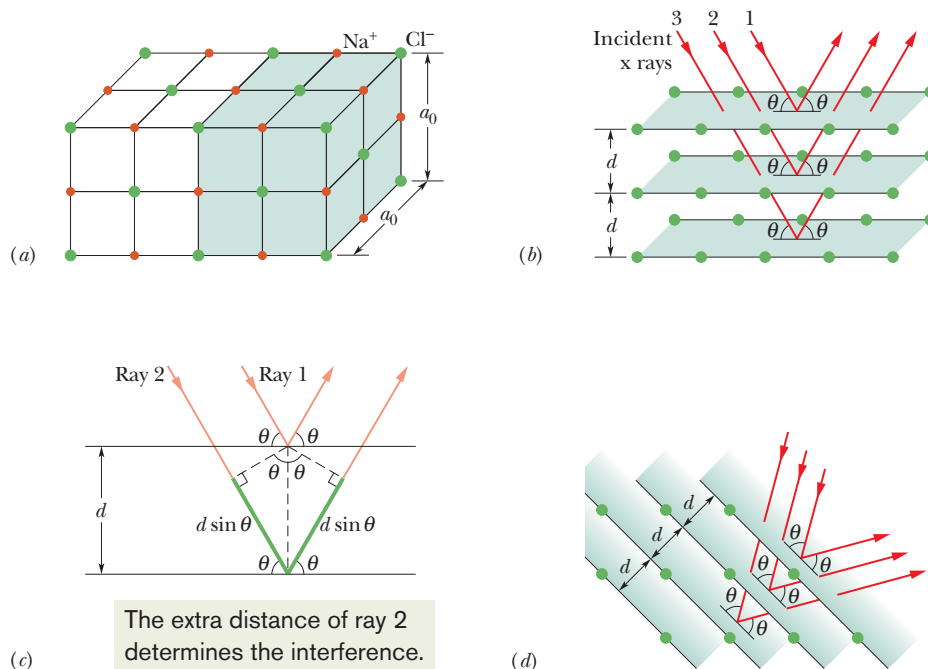 Na⁺
Cl⁻
a₀
a₀
(a)
3 2 1
Incident
x rays
θ θ
d
θ θ
d
θ θ
(b)
Ray 2
Ray 1
θ θ
θ θ
d
d sin θ
d sin θ
θ θ
The extra distance of ray 2
determines the interference.
(c)
d
d
d
θ
θ
θ
θ
θ
θ
(d)